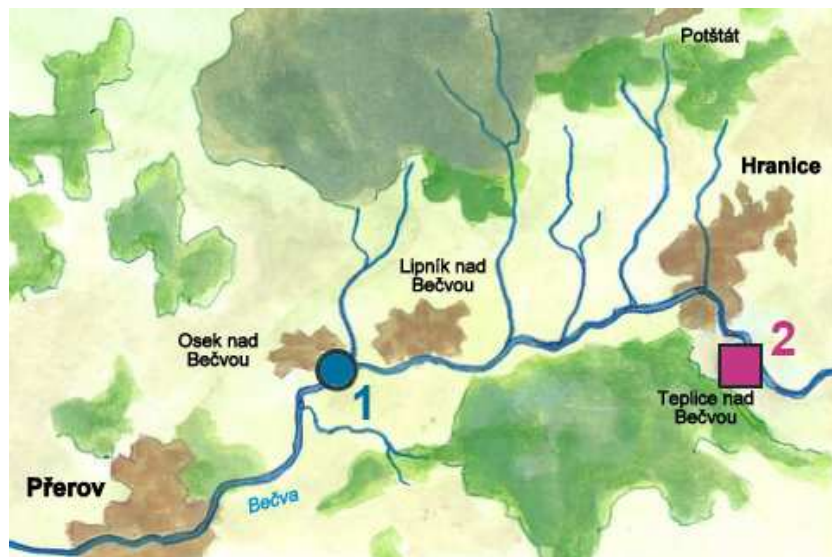 Potštát
Hranice
Lipník nad
Bečvou
Osek nad
Bečvou
2
1
Teplice nad
Bečvou
Přerov
Bečva